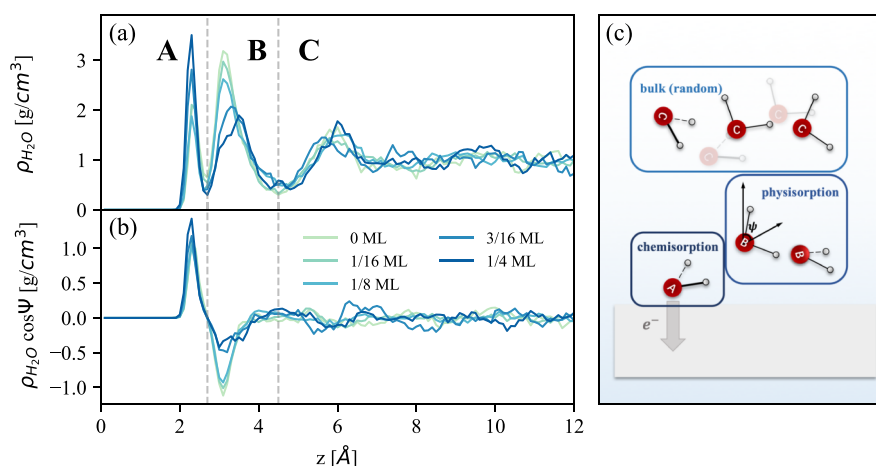 (a)
A
B
C
ρH₂O [g/cm³]
3
2
1
0
(b)
0 ML
1/16 ML
1/8 ML
3/16 ML
1/4 ML
ρH₂O cosΨ [g/cm³]
1.0
0.5
0.0
−0.5
−1.0
0
2
4
6
8
10
12
z [Å]
(c)
bulk (random)
C
C
C
C
C
physisorption
ψ
B
B
chemisorption
A
e⁻